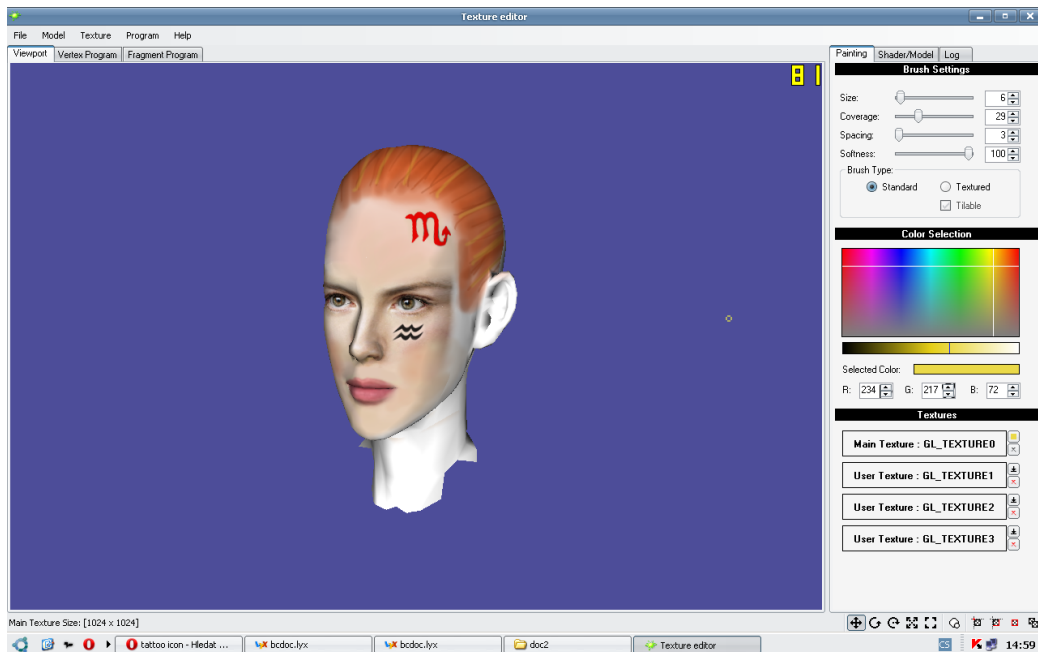 Texture editor
File Model Texture Program Help
Viewport Vertex Program Fragment Program
Painting Shader/Model Log
81
Brush Settings
Size: 6
Coverage: 29
Spacing: 3
Softness: 100
Brush Type:
Standard Textured
Tilable
Color Selection
Selected Color:
R: 234 G: 217 B: 72
Textures
Main Texture : GL_TEXTURE0
User Texture : GL_TEXTURE1
User Texture : GL_TEXTURE2
User Texture : GL_TEXTURE3
Main Texture Size: [1024 x 1024]
tattoo icon - Hledat ... bcdoc.lyx bcdoc.lyx doc2 Texture editor CS 14:59